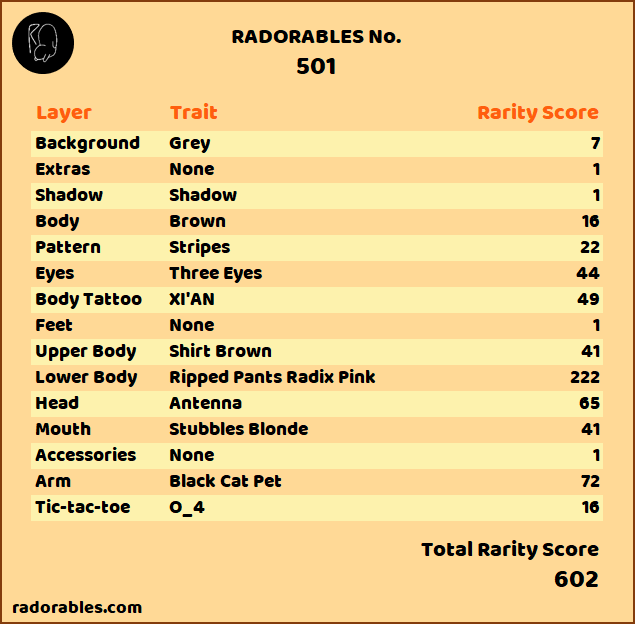 RADORABLES No.
501
Layer Trait Rarity Score
Background Grey 7
Extras None 1
Shadow Shadow 1
Body Brown 16
Pattern Stripes 22
Eyes Three Eyes 44
Body Tattoo XI'AN 49
Feet None 1
Upper Body Shirt Brown 41
Lower Body Ripped Pants Radix Pink 222
Head Antenna 65
Mouth Stubbles Blonde 41
Accessories None 1
Arm Black Cat Pet 72
Tic-tac-toe O_4 16
Total Rarity Score
602
radorables.com